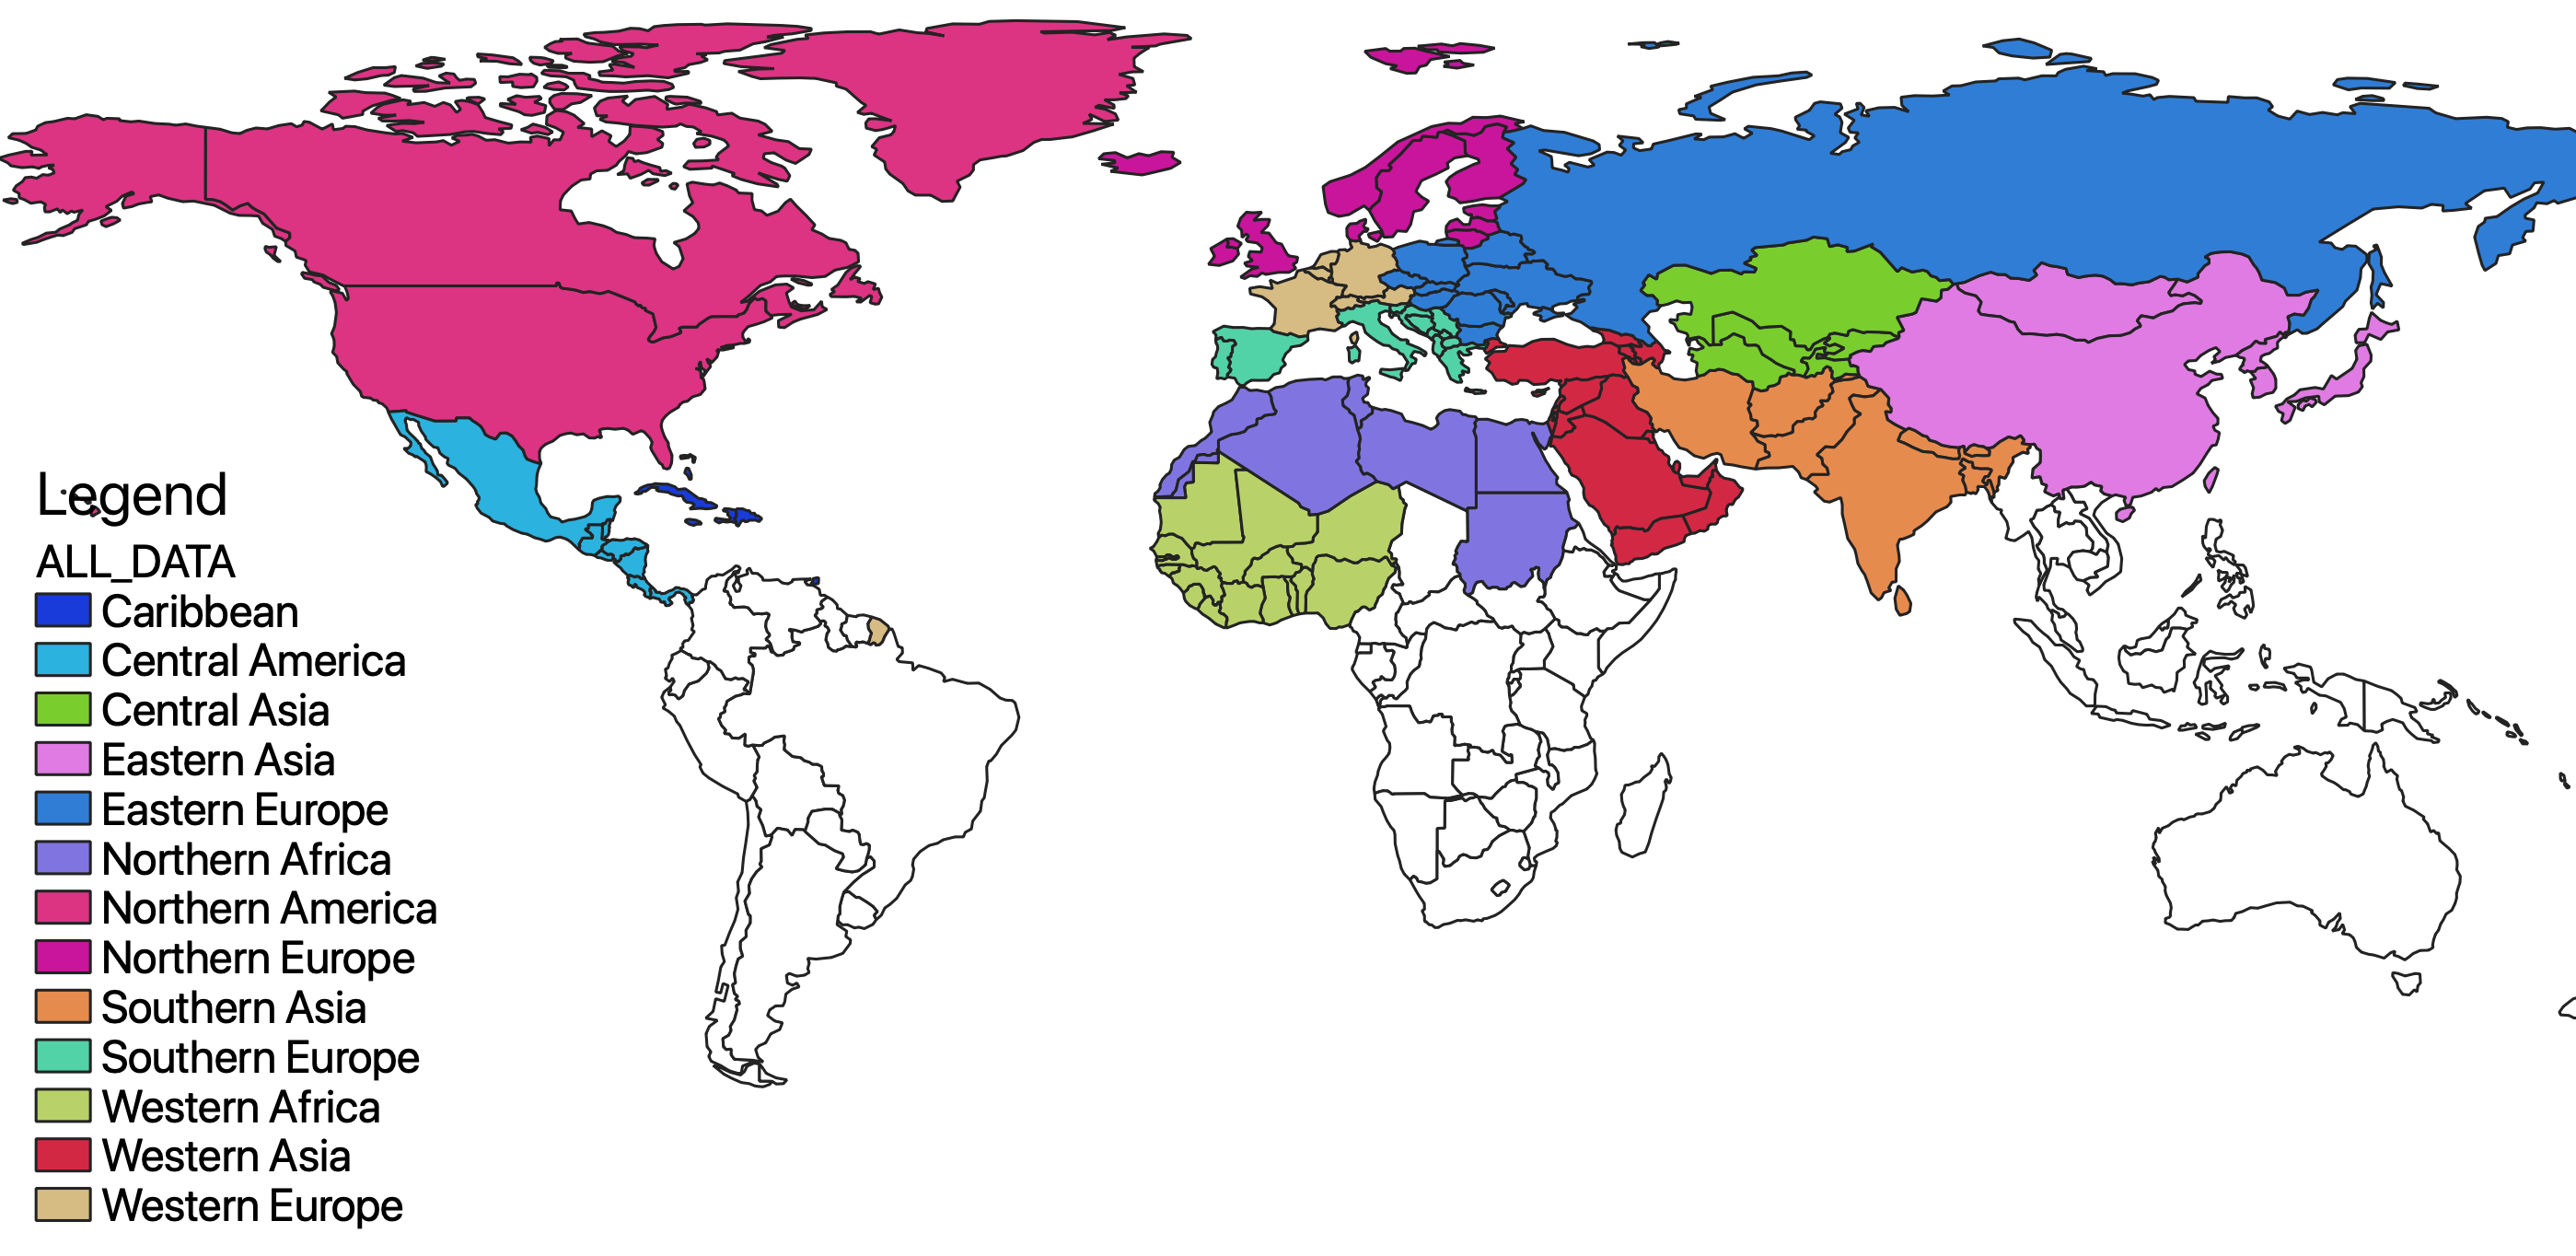 Legend
ALL_DATA
Caribbean
Central America
Central Asia
Eastern Asia
Eastern Europe
Northern Africa
Northern America
Northern Europe
Southern Asia
Southern Europe
Western Africa
Western Asia
Western Europe